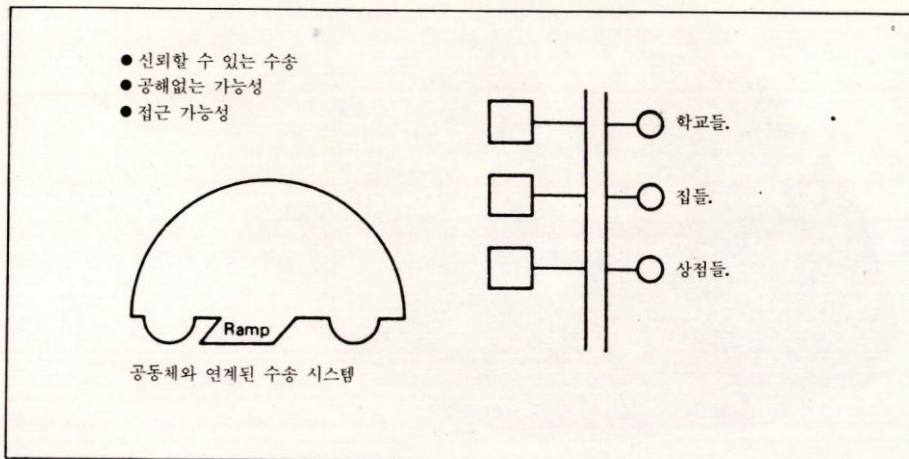 ● 신뢰할 수 있는 수송
● 공해없는 가능성
● 접근 가능성
Ramp
공동체와 연계된 수송 시스템
학교들.
집들.
상점들.